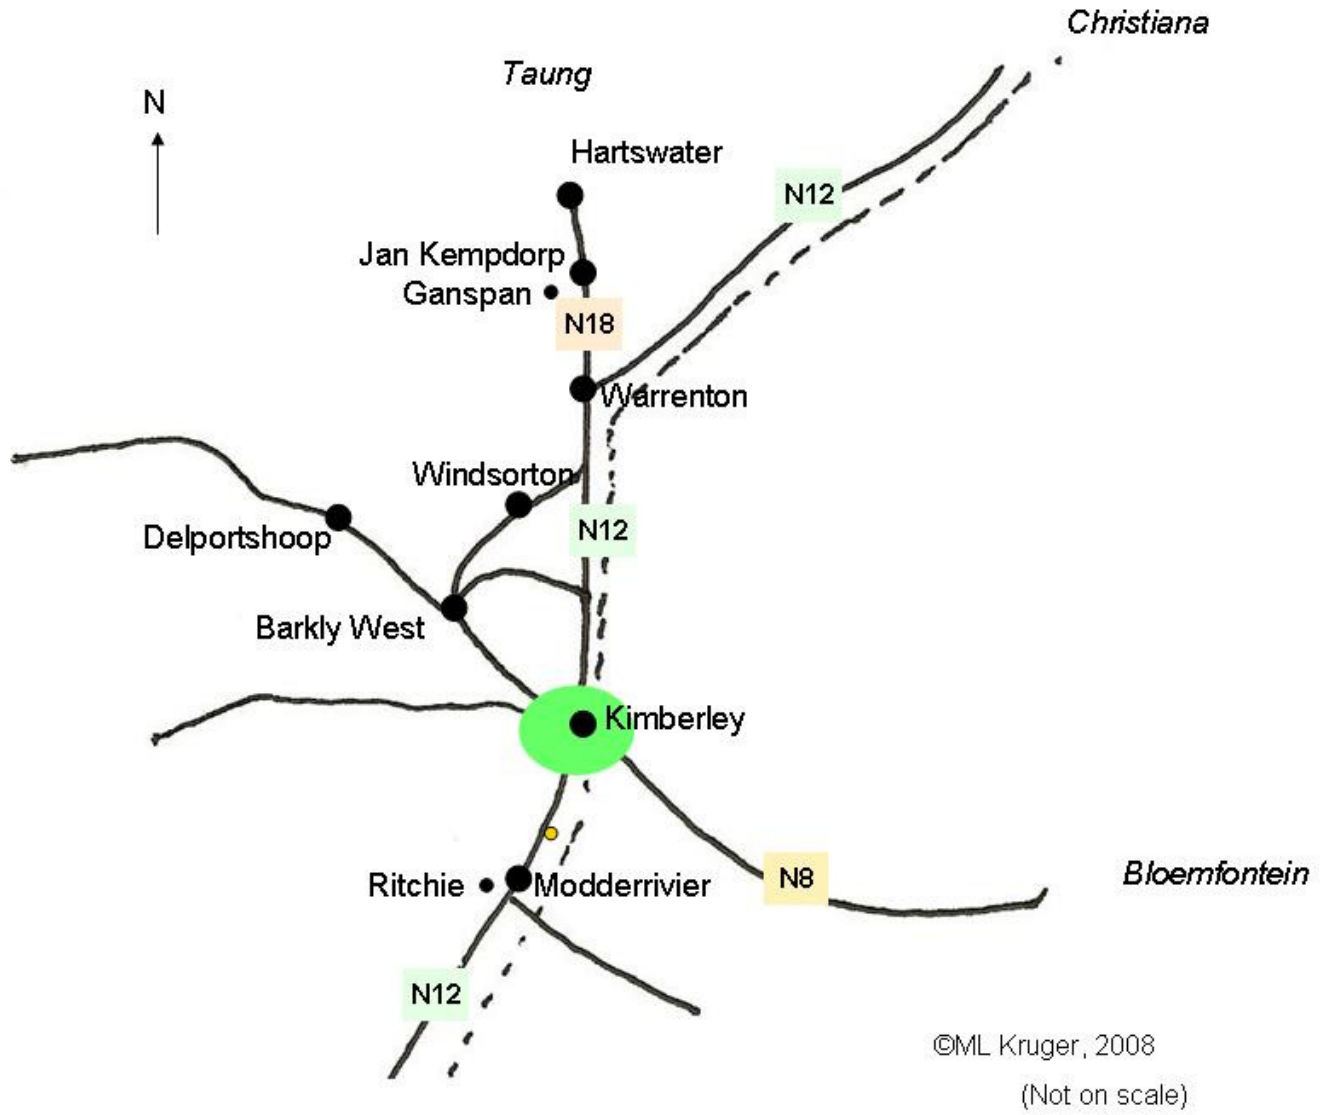 Christiana
Taung
N
Hartswater
N12
Jan Kempdorp
Ganspan
N18
Warrenton
Windsorton
N12
Delportshoop
Barkly West
Kimberley
N8
Bloemfontein
Ritchie
Modderrivier
N12
©ML Kruger, 2008
(Not on scale)